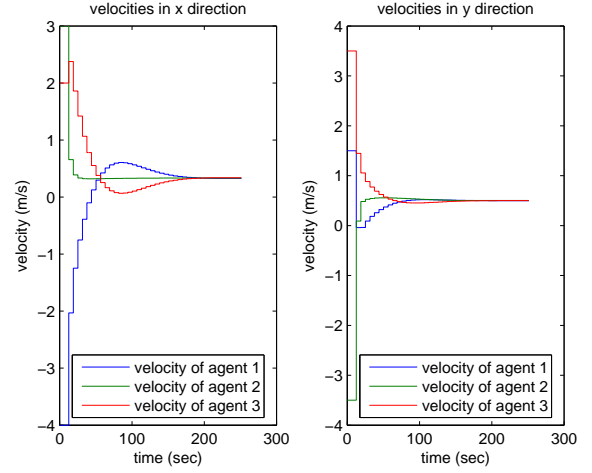 velocities in x direction
velocities in y direction
3
2
1
0
−1
−2
−3
−4
velocity (m/s)
velocity of agent 1
velocity of agent 2
velocity of agent 3
0
100
200
300
time (sec)
4
3
2
1
0
−1
−2
−3
−4
velocity (m/s)
velocity of agent 1
velocity of agent 2
velocity of agent 3
0
100
200
300
time (sec)